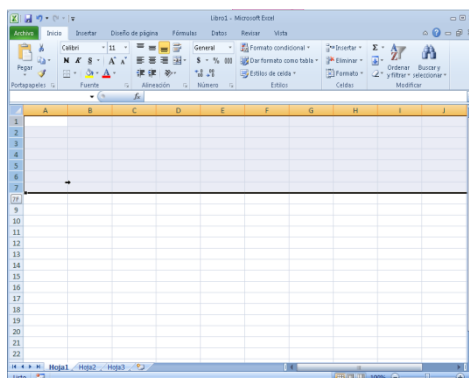 Libro1 - Microsoft Excel
Archivo Inicio Insertar Diseño de página Fórmulas Datos Revisar Vista
Calibri 11 General Formato condicional Insertar Σ
Pegar N K S A A A $ % 000 Dar formato como tabla Eliminar Ordenar y filtrar Buscar y seleccionar
Estilos de celda Formato
Portapapeles Fuente Alineación Número Estilos Celdas Modificar
fx
A B C D E F G H I J
1
2
3
4
5
6
7
9
10
11
12
13
14
15
16
17
18
19
20
21
22
Hoja1 Hoja2 Hoja3
Listo 100%